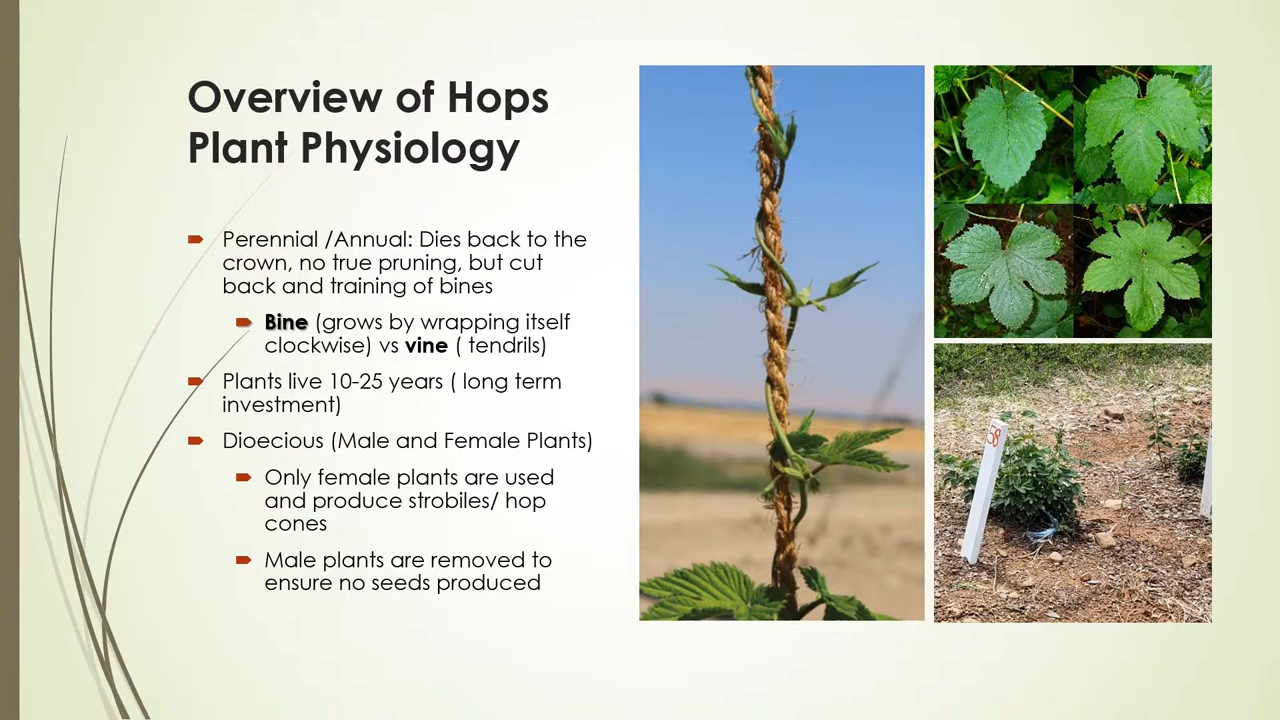 Overview of Hops
Plant Physiology
Perennial /Annual: Dies back to the
crown, no true pruning, but cut
back and training of bines
Bine (grows by wrapping itself
clockwise) vs vine ( tendrils)
Plants live 10-25 years ( long term
investment)
Dioecious (Male and Female Plants)
Only female plants are used
and produce strobiles/ hop
cones
Male plants are removed to
ensure no seeds produced
58